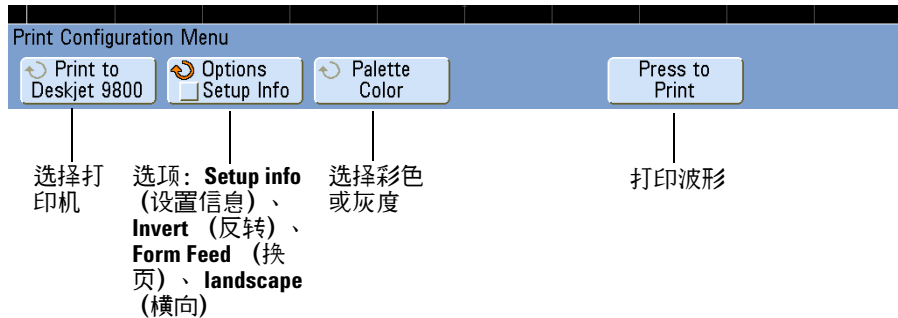 Print Configuration Menu
Print to
Deskjet 9800
Options
Setup Info
Palette
Color
Press to
Print
选择打
印机
选项：Setup info
（设置信息）、
Invert （反转）、
Form Feed （换
页）、landscape
（横向）
选择彩色
或灰度
打印波形